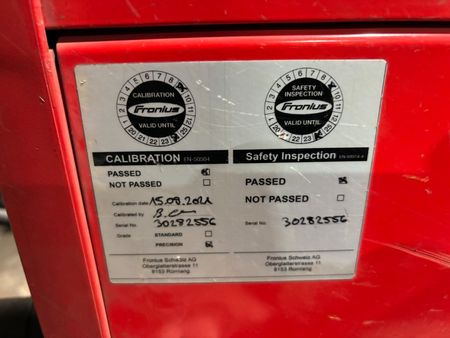 CALIBRATION
Fronius
VALID UNTIL
SAFETY INSPECTION
Fronius
VALID UNTIL
CALIBRATION EN-50504
PASSED
NOT PASSED
Calibration date 15.09.2021
Calibrated by
Serial No. 30282556
Grade STANDARD
PRECISION
Fronius Schweiz AG
Oberglatterstrasse 11
8153 Rümlang
Safety Inspection
PASSED
NOT PASSED
Serial No. 30282556
Fronius Schweiz AG
Oberglatterstrasse 11
8153 Rümlang